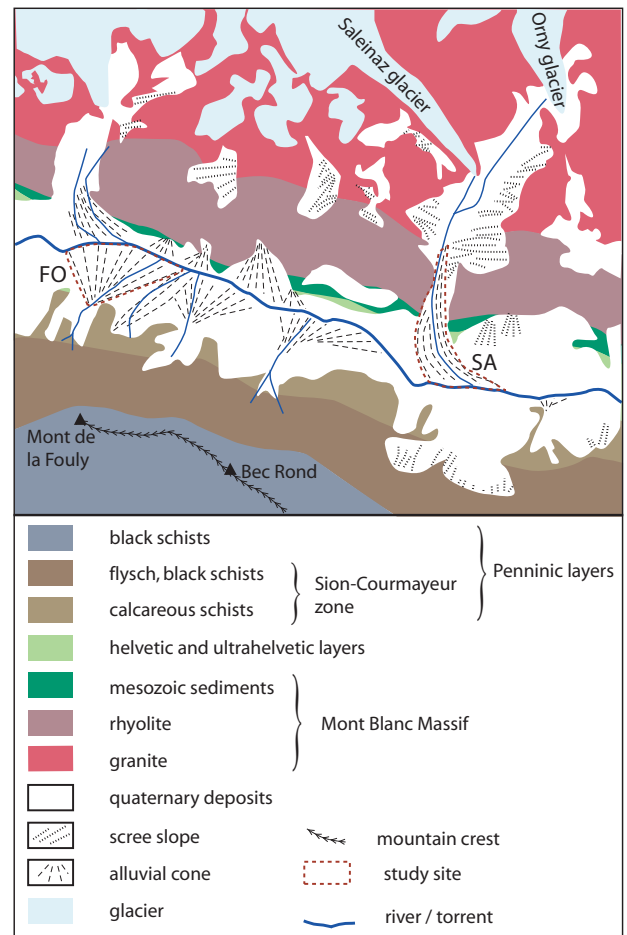 Saleinaz glacier
Orny glacier
FO
SA
Mont de
la Fouly
Bec Rond
black schists
flysch, black schists
calcareous schists
Sion-Courmayeur
zone
Penninic layers
helvetic and ultrahelvetic layers
mesozoic sediments
rhyolite
granite
Mont Blanc Massif
quaternary deposits
scree slope
alluvial cone
glacier
mountain crest
study site
river / torrent